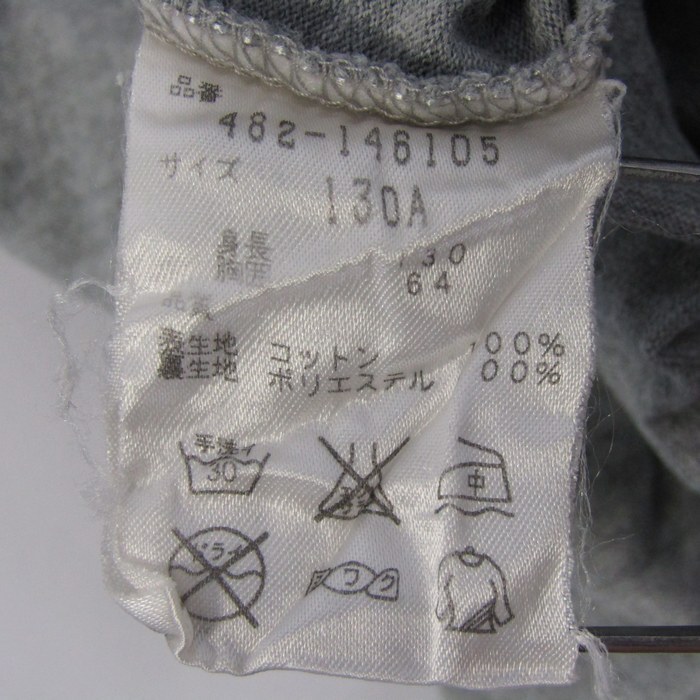 品番
482-146105
サイズ
130A
身長 130
胸囲 64
品質
表生地 コットン 100%
裏生地 ポリエステル 100%
手洗イ
30
中
ドライ
ワク